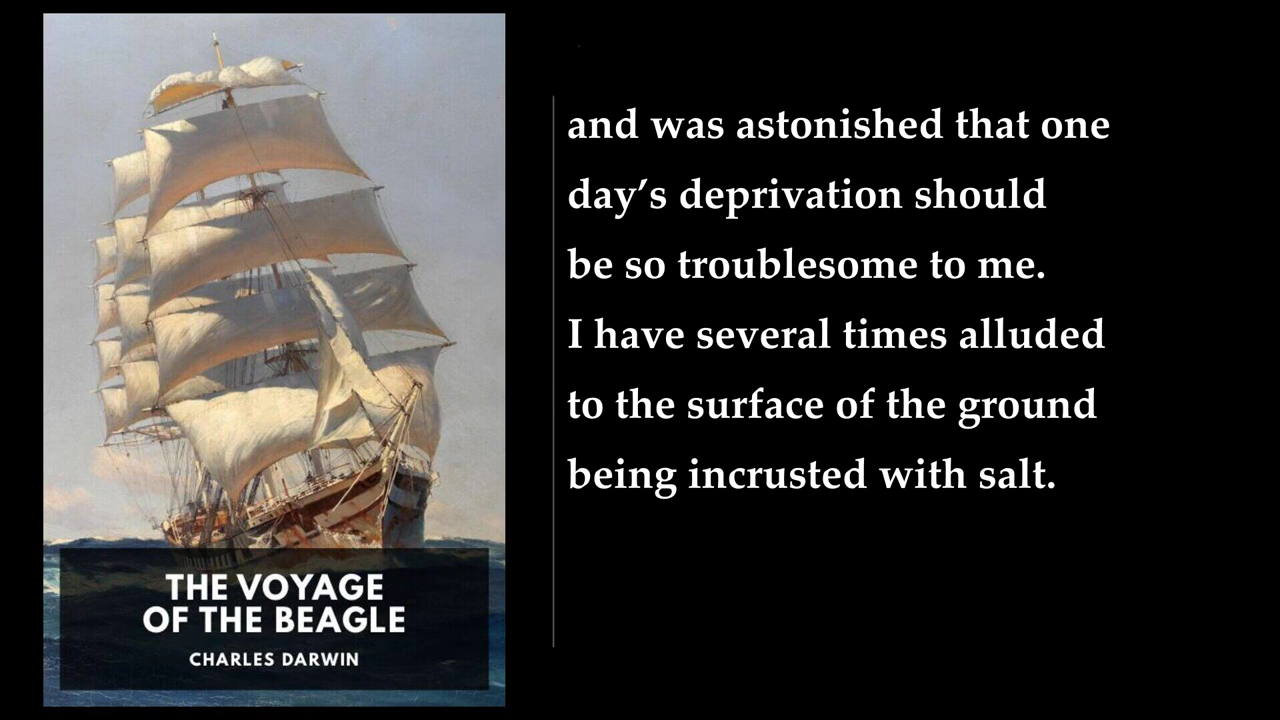 THE VOYAGE
OF THE BEAGLE
CHARLES DARWIN
and was astonished that one
day’s deprivation should
be so troublesome to me.
I have several times alluded
to the surface of the ground
being incrusted with salt.